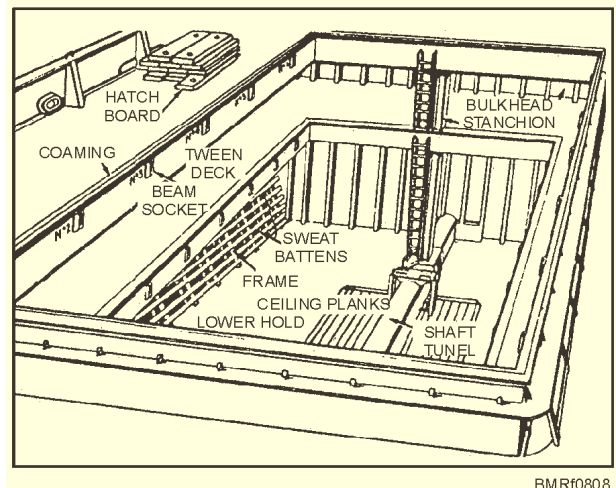 HATCH
BOARD
BULKHEAD
STANCHION
COAMING
TWEEN
DECK
BEAM
SOCKET
SWEAT
BATTENS
FRAME
CEILING PLANKS
LOWER HOLD
SHAFT
TUNEL
BMRf0808